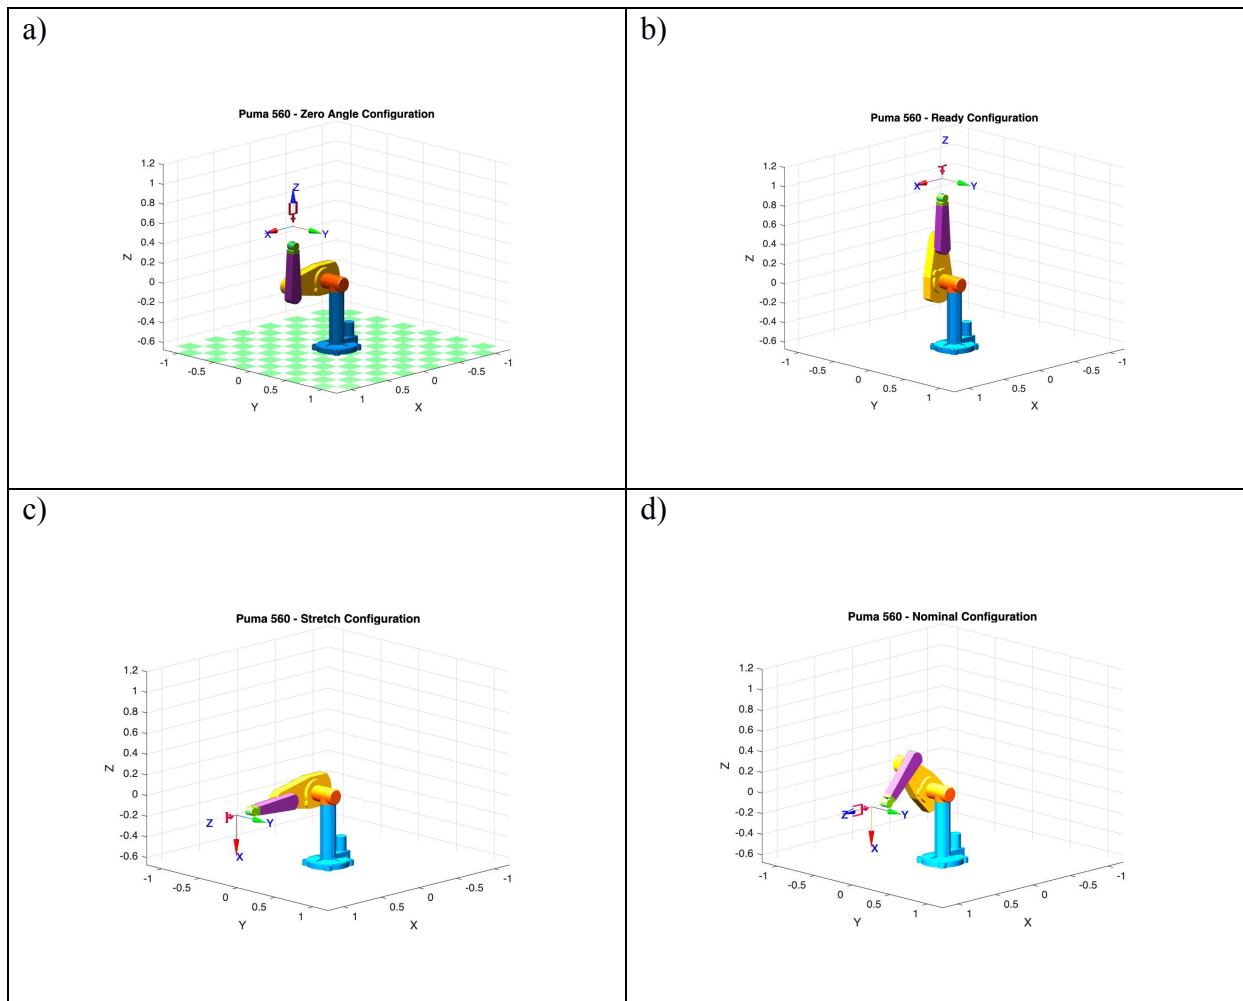 a)
Puma 560 - Zero Angle Configuration
1.2
1
0.8
0.6
0.4
0.2
0
-0.2
-0.4
-0.6
Z
Z
X
Y
-1
-0.5
0
0.5
1
Y
1
0.5
0
-0.5
-1
X
b)
Puma 560 - Ready Configuration
1.2
1
0.8
0.6
0.4
0.2
0
-0.2
-0.4
-0.6
Z
Z
X
Y
-1
-0.5
0
0.5
1
Y
1
0.5
0
-0.5
-1
X
c)
Puma 560 - Stretch Configuration
1.2
1
0.8
0.6
0.4
0.2
0
-0.2
-0.4
-0.6
Z
Z
Y
X
-1
-0.5
0
0.5
1
Y
1
0.5
0
-0.5
-1
X
d)
Puma 560 - Nominal Configuration
1.2
1
0.8
0.6
0.4
0.2
0
-0.2
-0.4
-0.6
Z
Z
Y
X
-1
-0.5
0
0.5
1
Y
1
0.5
0
-0.5
-1
X